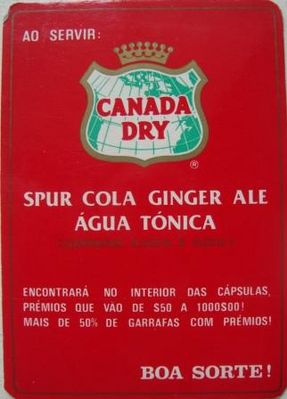 AO SERVIR:
CANADA
DRY
®
SPUR COLA GINGER ALE
ÁGUA TÓNICA
ENCONTRARÁ NO INTERIOR DAS CÁPSULAS,
PRÉMIOS QUE VÃO DE $50 A 1000$00!
MAIS DE 50% DE GARRAFAS COM PRÉMIOS!
BOA SORTE!